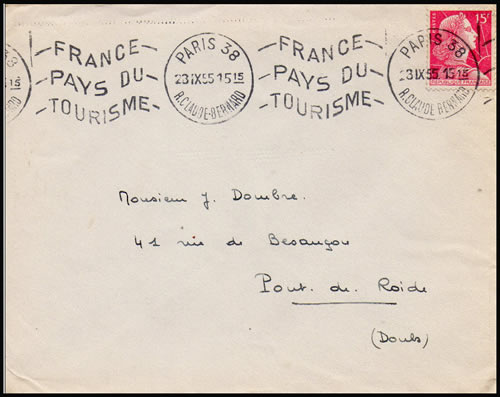 FRANCE
PAYS DU
TOURISME
PARIS 38
23 IX 55 15 15
R. CLAUDE-BERNARD
FRANCE
PAYS DU
TOURISME
PARIS 38
23 IX 55 15 15
R. CLAUDE-BERNARD
15F
Monsieur J. Dombre.
41 rue de Besançon
Pont. de. Roide
(Doubs)